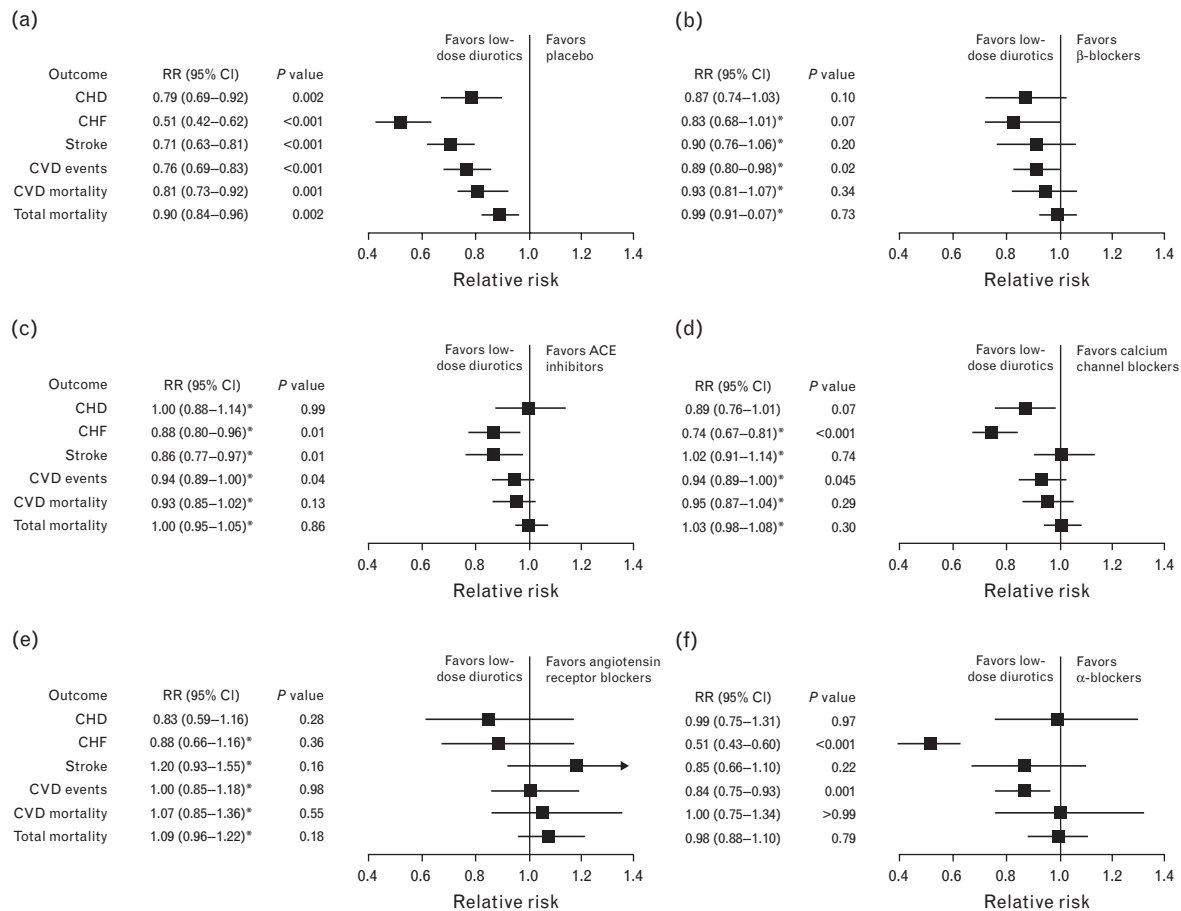 (a)
Favors low-
dose diurotics
Favors
placebo
Outcome RR (95% CI) P value
CHD 0.79 (0.69–0.92) 0.002
CHF 0.51 (0.42–0.62) <0.001
Stroke 0.71 (0.63–0.81) <0.001
CVD events 0.76 (0.69–0.83) <0.001
CVD mortality 0.81 (0.73–0.92) 0.001
Total mortality 0.90 (0.84–0.96) 0.002
0.4 0.6 0.8 1.0 1.2 1.4
Relative risk
(b)
Favors low-
dose diurotics
Favors
β-blockers
RR (95% CI) P value
0.87 (0.74–1.03) 0.10
0.83 (0.68–1.01)* 0.07
0.90 (0.76–1.06)* 0.20
0.89 (0.80–0.98)* 0.02
0.93 (0.81–1.07)* 0.34
0.99 (0.91–0.07)* 0.73
0.4 0.6 0.8 1.0 1.2 1.4
Relative risk
(c)
Favors low-
dose diurotics
Favors ACE
inhibitors
Outcome RR (95% CI) P value
CHD 1.00 (0.88–1.14)* 0.99
CHF 0.88 (0.80–0.96)* 0.01
Stroke 0.86 (0.77–0.97)* 0.01
CVD events 0.94 (0.89–1.00)* 0.04
CVD mortality 0.93 (0.85–1.02)* 0.13
Total mortality 1.00 (0.95–1.05)* 0.86
0.4 0.6 0.8 1.0 1.2 1.4
Relative risk
(d)
Favors low-
dose diurotics
Favors calcium
channel blockers
RR (95% CI) P value
0.89 (0.76–1.01) 0.07
0.74 (0.67–0.81)* <0.001
1.02 (0.91–1.14)* 0.74
0.94 (0.89–1.00)* 0.045
0.95 (0.87–1.04)* 0.29
1.03 (0.98–1.08)* 0.30
0.4 0.6 0.8 1.0 1.2 1.4
Relative risk
(e)
Favors low-
dose diurotics
Favors angiotensin
receptor blockers
Outcome RR (95% CI) P value
CHD 0.83 (0.59–1.16) 0.28
CHF 0.88 (0.66–1.16)* 0.36
Stroke 1.20 (0.93–1.55)* 0.16
CVD events 1.00 (0.85–1.18)* 0.98
CVD mortality 1.07 (0.85–1.36)* 0.55
Total mortality 1.09 (0.96–1.22)* 0.18
0.4 0.6 0.8 1.0 1.2 1.4
Relative risk
(f)
Favors low-
dose diurotics
Favors
α-blockers
RR (95% CI) P value
0.99 (0.75–1.31) 0.97
0.51 (0.43–0.60) <0.001
0.85 (0.66–1.10) 0.22
0.84 (0.75–0.93) 0.001
1.00 (0.75–1.34) >0.99
0.98 (0.88–1.10) 0.79
0.4 0.6 0.8 1.0 1.2 1.4
Relative risk